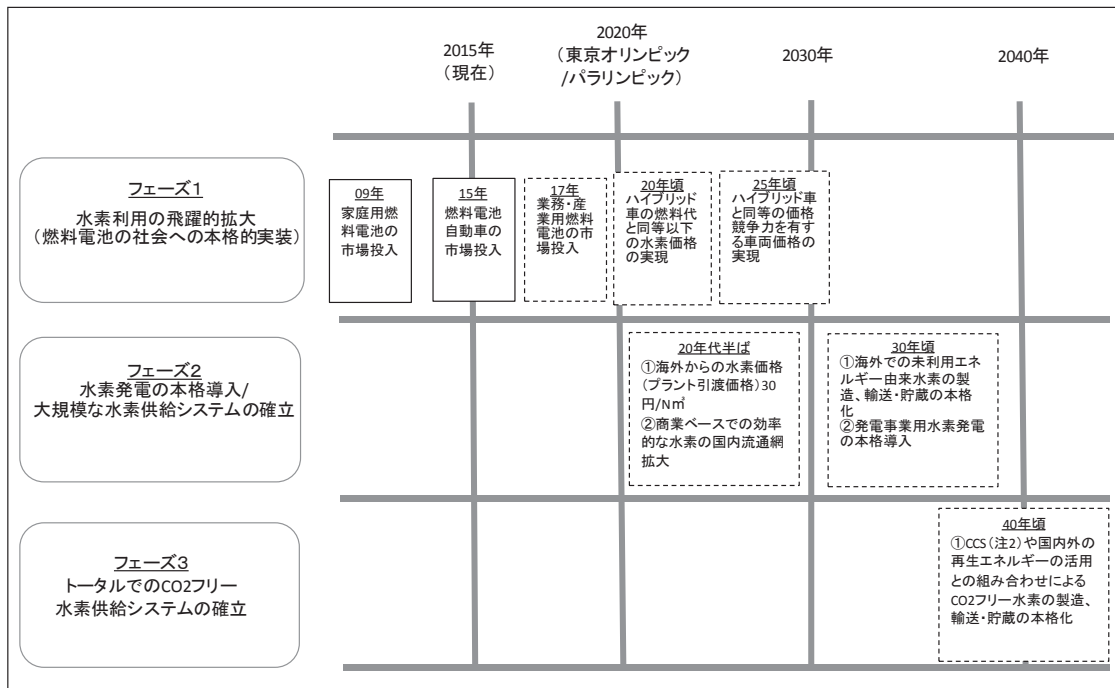 2015年
（現在）
2020年
（東京オリンピック
/パラリンピック）
2030年
2040年
フェーズ1
水素利用の飛躍的拡大
（燃料電池の社会への本格的実装）
09年
家庭用燃
料電池の
市場投入
15年
燃料電池
自動車の
市場投入
17年
業務・産
業用燃料
電池の市
場投入
20年頃
ハイブリッド
車の燃料代
と同等以下
の水素価格
の実現
25年頃
ハイブリッド車
と同等の価格
競争力を有す
る車両価格の
実現
フェーズ2
水素発電の本格導入/
大規模な水素供給システムの確立
20年代半ば
①海外からの水素価格
（プラント引渡価格）30
円/N㎥
②商業ベースでの効率
的な水素の国内流通網
拡大
30年頃
①海外での未利用エネ
ルギー由来水素の製
造、輸送・貯蔵の本格
化
②発電事業用水素発電
の本格導入
フェーズ3
トータルでのCO2フリー
水素供給システムの確立
40年頃
①CCS（注2）や国内外の
再生エネルギーの活用
との組み合わせによる
CO2フリー水素の製造、
輸送・貯蔵の本格化